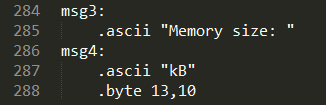 284 msg3:
285     .ascii "Memory size: "
286 msg4:
287     .ascii "kB"
288     .byte 13,10